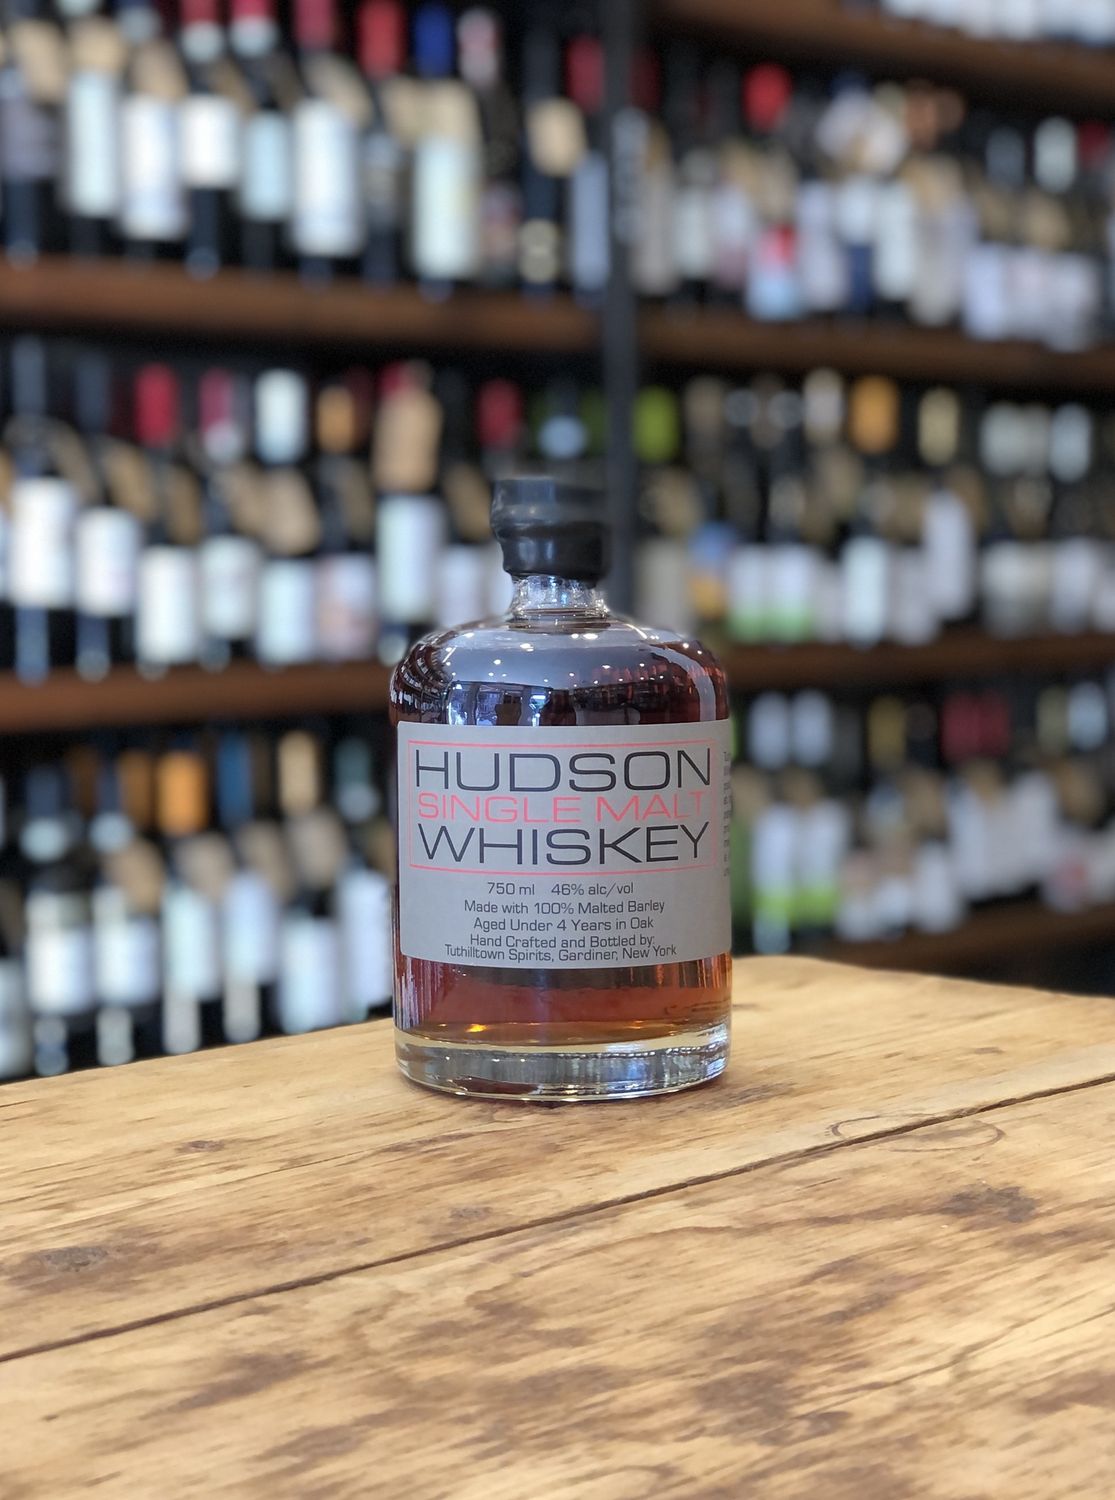 HUDSON
SINGLE MALT
WHISKEY
750 ml 46% alc/vol
Made with 100% Malted Barley
Aged Under 4 Years in Oak
Hand Crafted and Bottled by:
Tuthilltown Spirits, Gardiner, New York